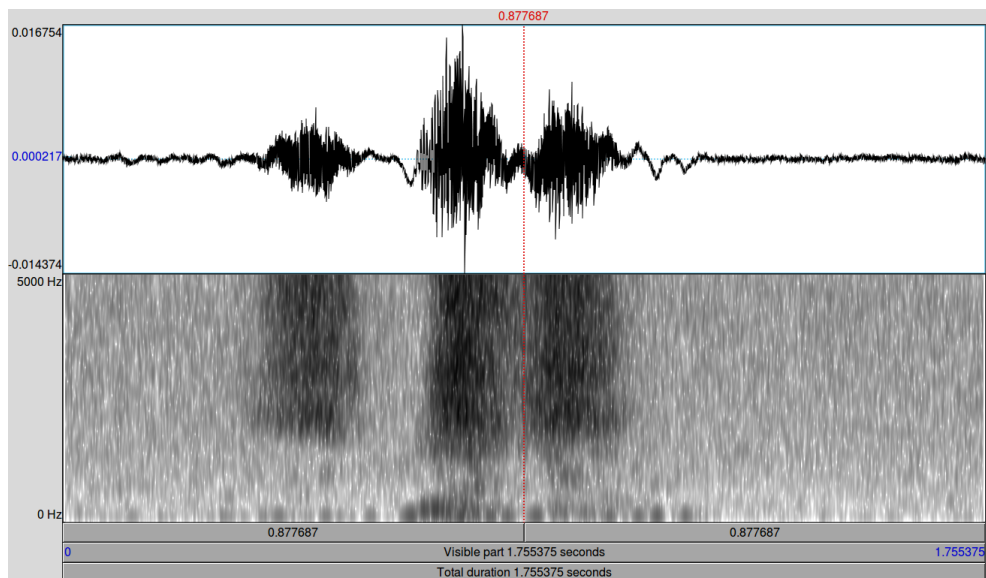 0.877687
0.016754
0.000217
-0.014374
5000 Hz
0 Hz
0.877687 0.877687
0 Visible part 1.755375 seconds 1.755375
Total duration 1.755375 seconds